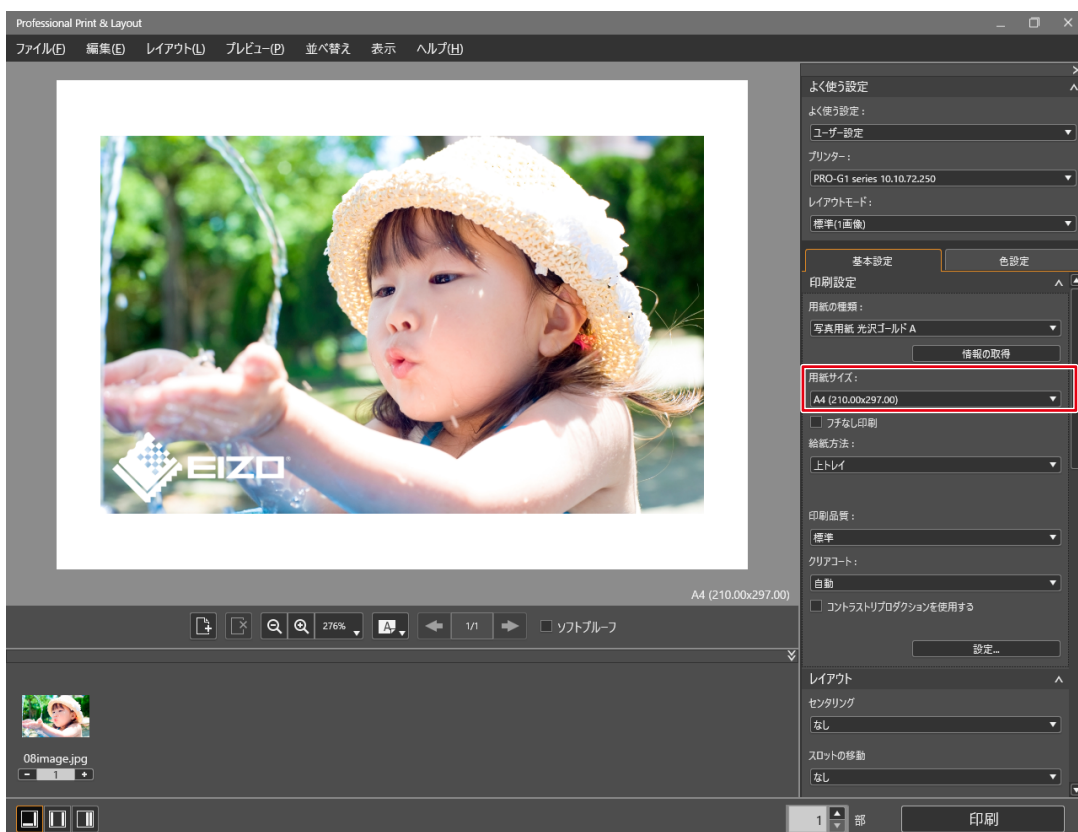 Professional Print & Layout
ファイル(F) 編集(E) レイアウト(L) プレビュー(P) 並べ替え 表示 ヘルプ(H)
EIZO
A4 (210.00x297.00)
276%
A
1/1
ソフトプルーフ
08image.jpg
1
よく使う設定
よく使う設定：
ユーザー設定
プリンター：
PRO-G1 series 10.10.72.250
レイアウトモード：
標準(1画像)
基本設定 色設定
印刷設定
用紙の種類：
写真用紙 光沢ゴールド A
情報の取得
用紙サイズ：
A4 (210.00x297.00)
フチなし印刷
給紙方法：
上トレイ
印刷品質：
標準
クリアコート：
自動
コントラストリプロダクションを使用する
設定...
レイアウト
センタリング
なし
スロットの移動
なし
1 部 印刷